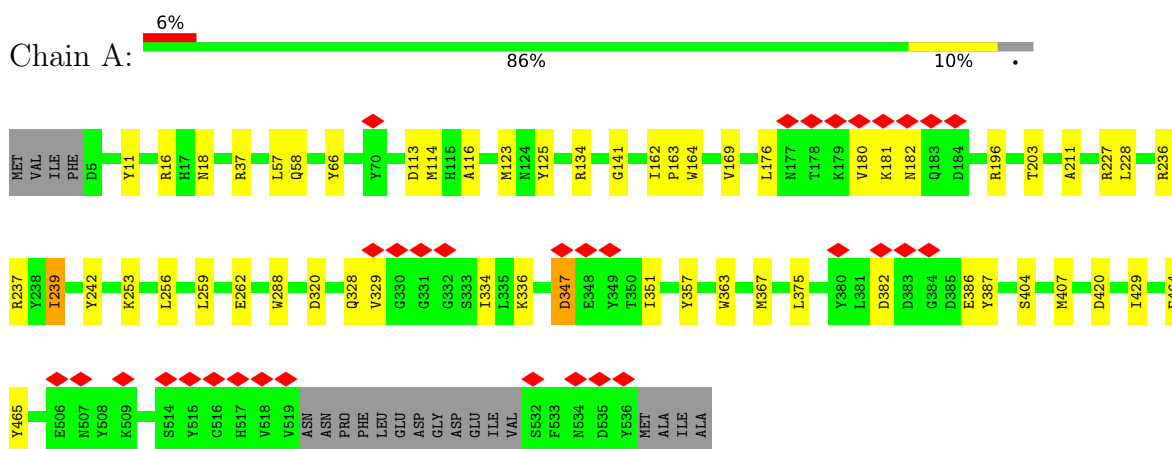 6%
Chain A:
86% 10% •
MET VAL ILE PHE D5 Y11 R16 H17 N18 R37 L57 Q58 Y66 Y70 D113 M114 H115 A116 M123 N124 Y125 R134 G141 I162 P163 W164 V169 L176 N177 T178 K179 V180 K181 N182 Q183 D184 R196 T203 A211 R227 L228 R236
R237 Y238 I239 Y242 K253 L256 L259 E262 W288 D320 Q328 V329 G330 G331 G332 S333 I334 L335 K336 D347 E348 Y349 T350 I351 Y357 W363 M367 L375 Y380 L381 D382 D383 G384 D385 E386 Y387 S404 M407 D420 I429
Y465 E506 N507 Y508 K509 S514 Y515 C516 H517 V518 V519 ASN ASN PRO PHE LEU GLU ASP GLY ASP GLU ILE VAL S532 F533 N534 D535 Y536 MET ALA ILE ALA